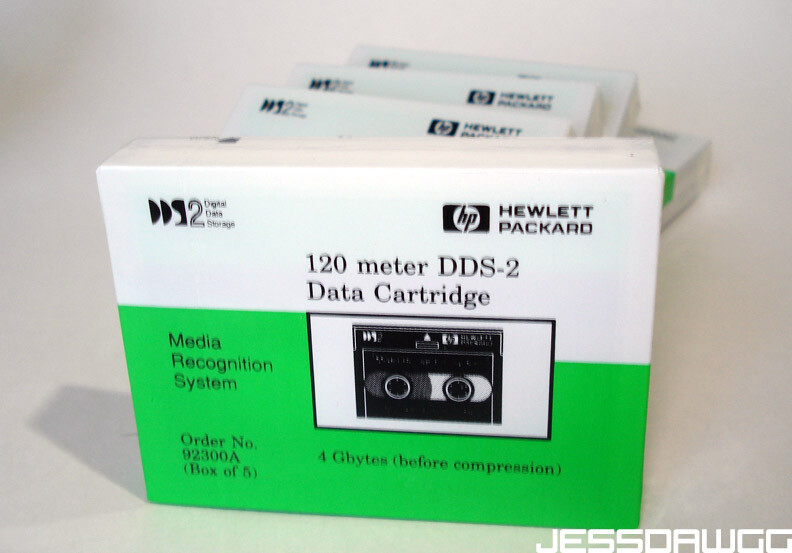 HEWLETT
PACKARD
HEWLETT
PACKARD
DDS2 Digital
Data
Storage
hp HEWLETT
PACKARD
120 meter DDS-2
Data Cartridge
Media
Recognition
System
Order No.
92300A
(Box of 5)
4 Gbytes (before compression)
JESSDAWGG